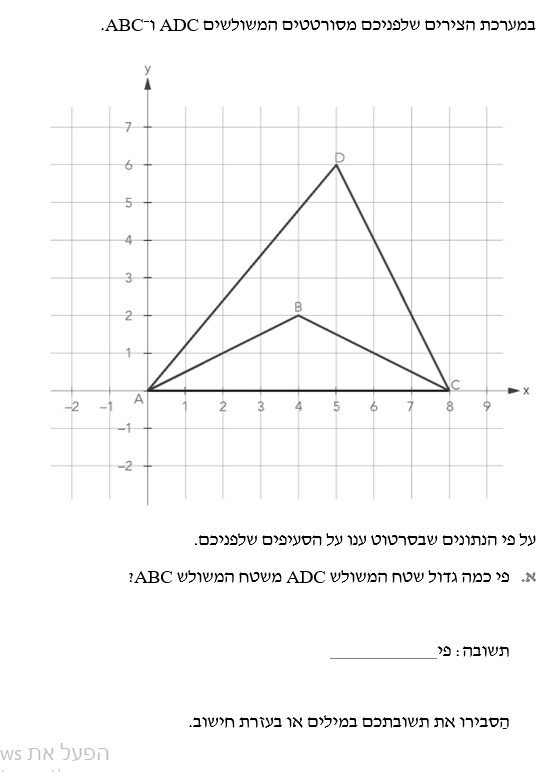 במערכת הצירים שלפניכם מסורטטים המשולשים ADC ו־ABC.
y
7
D
6
5
4
3
B
2
1
A C x
-2 -1 1 2 3 4 5 6 7 8 9
-1
-2
על פי הנתונים שבסרטוט ענו על הסעיפים שלפניכם.
א. פי כמה גדול שטח המשולש ADC משטח המשולש ABC?
תשובה: פי____________
הַסבירו את תשובתכם במילים או בעזרת חישוב.
הפעל את ws